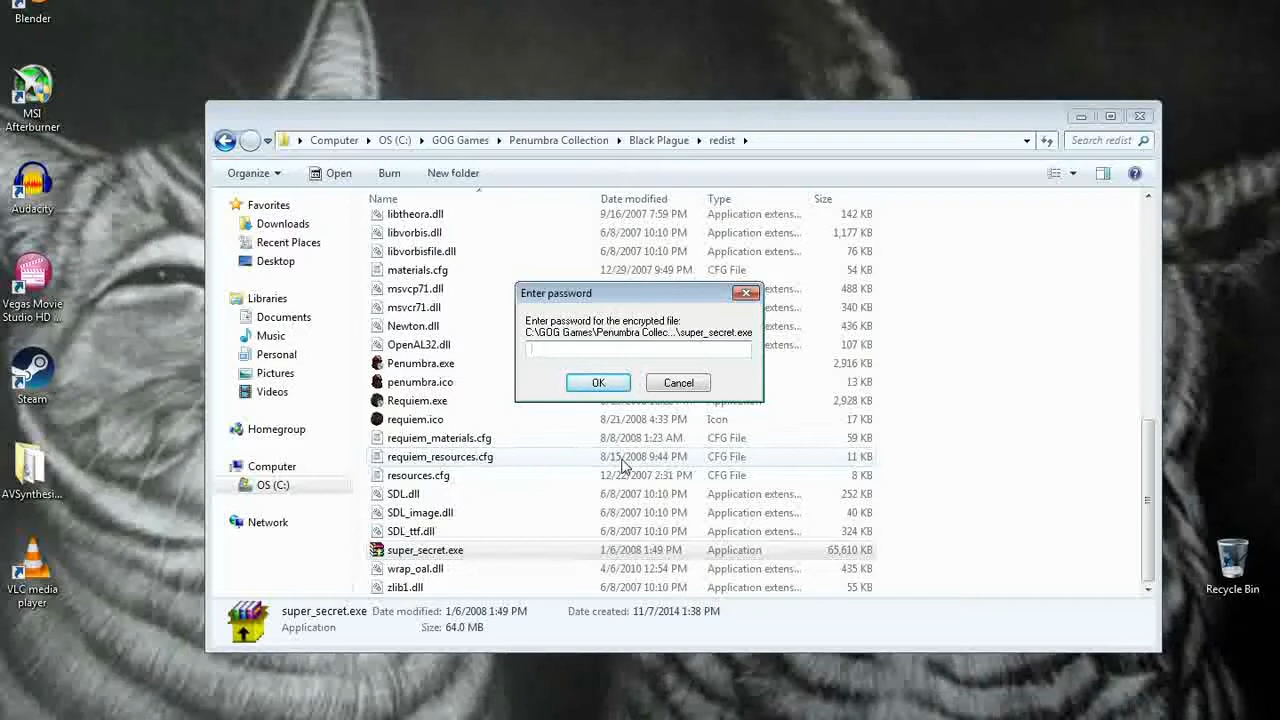 Blender
MSI
Afterburner
Audacity
Vegas Movie
Studio HD ...
Steam
AVSynthesi...
VLC media
player
Recycle Bin
Computer OS (C:) GOG Games Penumbra Collection Black Plague redist
Search redist
Organize Open Burn New folder
Favorites
Downloads
Recent Places
Desktop
Libraries
Documents
Music
Personal
Pictures
Videos
Homegroup
Computer
OS (C:)
Network
Name Date modified Type Size
libtheora.dll 9/16/2007 7:59 PM Application extens... 142 KB
libvorbis.dll 6/8/2007 10:10 PM Application extens... 1,177 KB
libvorbisfile.dll 6/8/2007 10:10 PM Application extens... 76 KB
materials.cfg 12/29/2007 9:49 PM CFG File 54 KB
msvcp71.dll extens... 488 KB
msvcr71.dll extens... 340 KB
Newton.dll extens... 436 KB
OpenAL32.dll extens... 107 KB
Penumbra.exe 2,916 KB
penumbra.ico 13 KB
Requiem.exe 2,928 KB
requiem.ico 8/21/2008 4:33 PM Icon 17 KB
requiem_materials.cfg 8/8/2008 1:23 AM CFG File 59 KB
requiem_resources.cfg 8/15/2008 9:44 PM CFG File 11 KB
resources.cfg 12/22/2007 2:31 PM CFG File 8 KB
SDL.dll 6/8/2007 10:10 PM Application extens... 252 KB
SDL_image.dll 6/8/2007 10:10 PM Application extens... 40 KB
SDL_ttf.dll 6/8/2007 10:10 PM Application extens... 324 KB
super_secret.exe 1/6/2008 1:49 PM Application 65,610 KB
wrap_oal.dll 4/6/2010 12:54 PM Application extens... 435 KB
zlib1.dll 6/8/2007 10:10 PM Application extens... 55 KB
Enter password
Enter password for the encrypted file:
C:\GOG Games\Penumbra Collec...\super_secret.exe
OK Cancel
super_secret.exe Date modified: 1/6/2008 1:49 PM Date created: 11/7/2014 1:38 PM
Application Size: 64.0 MB